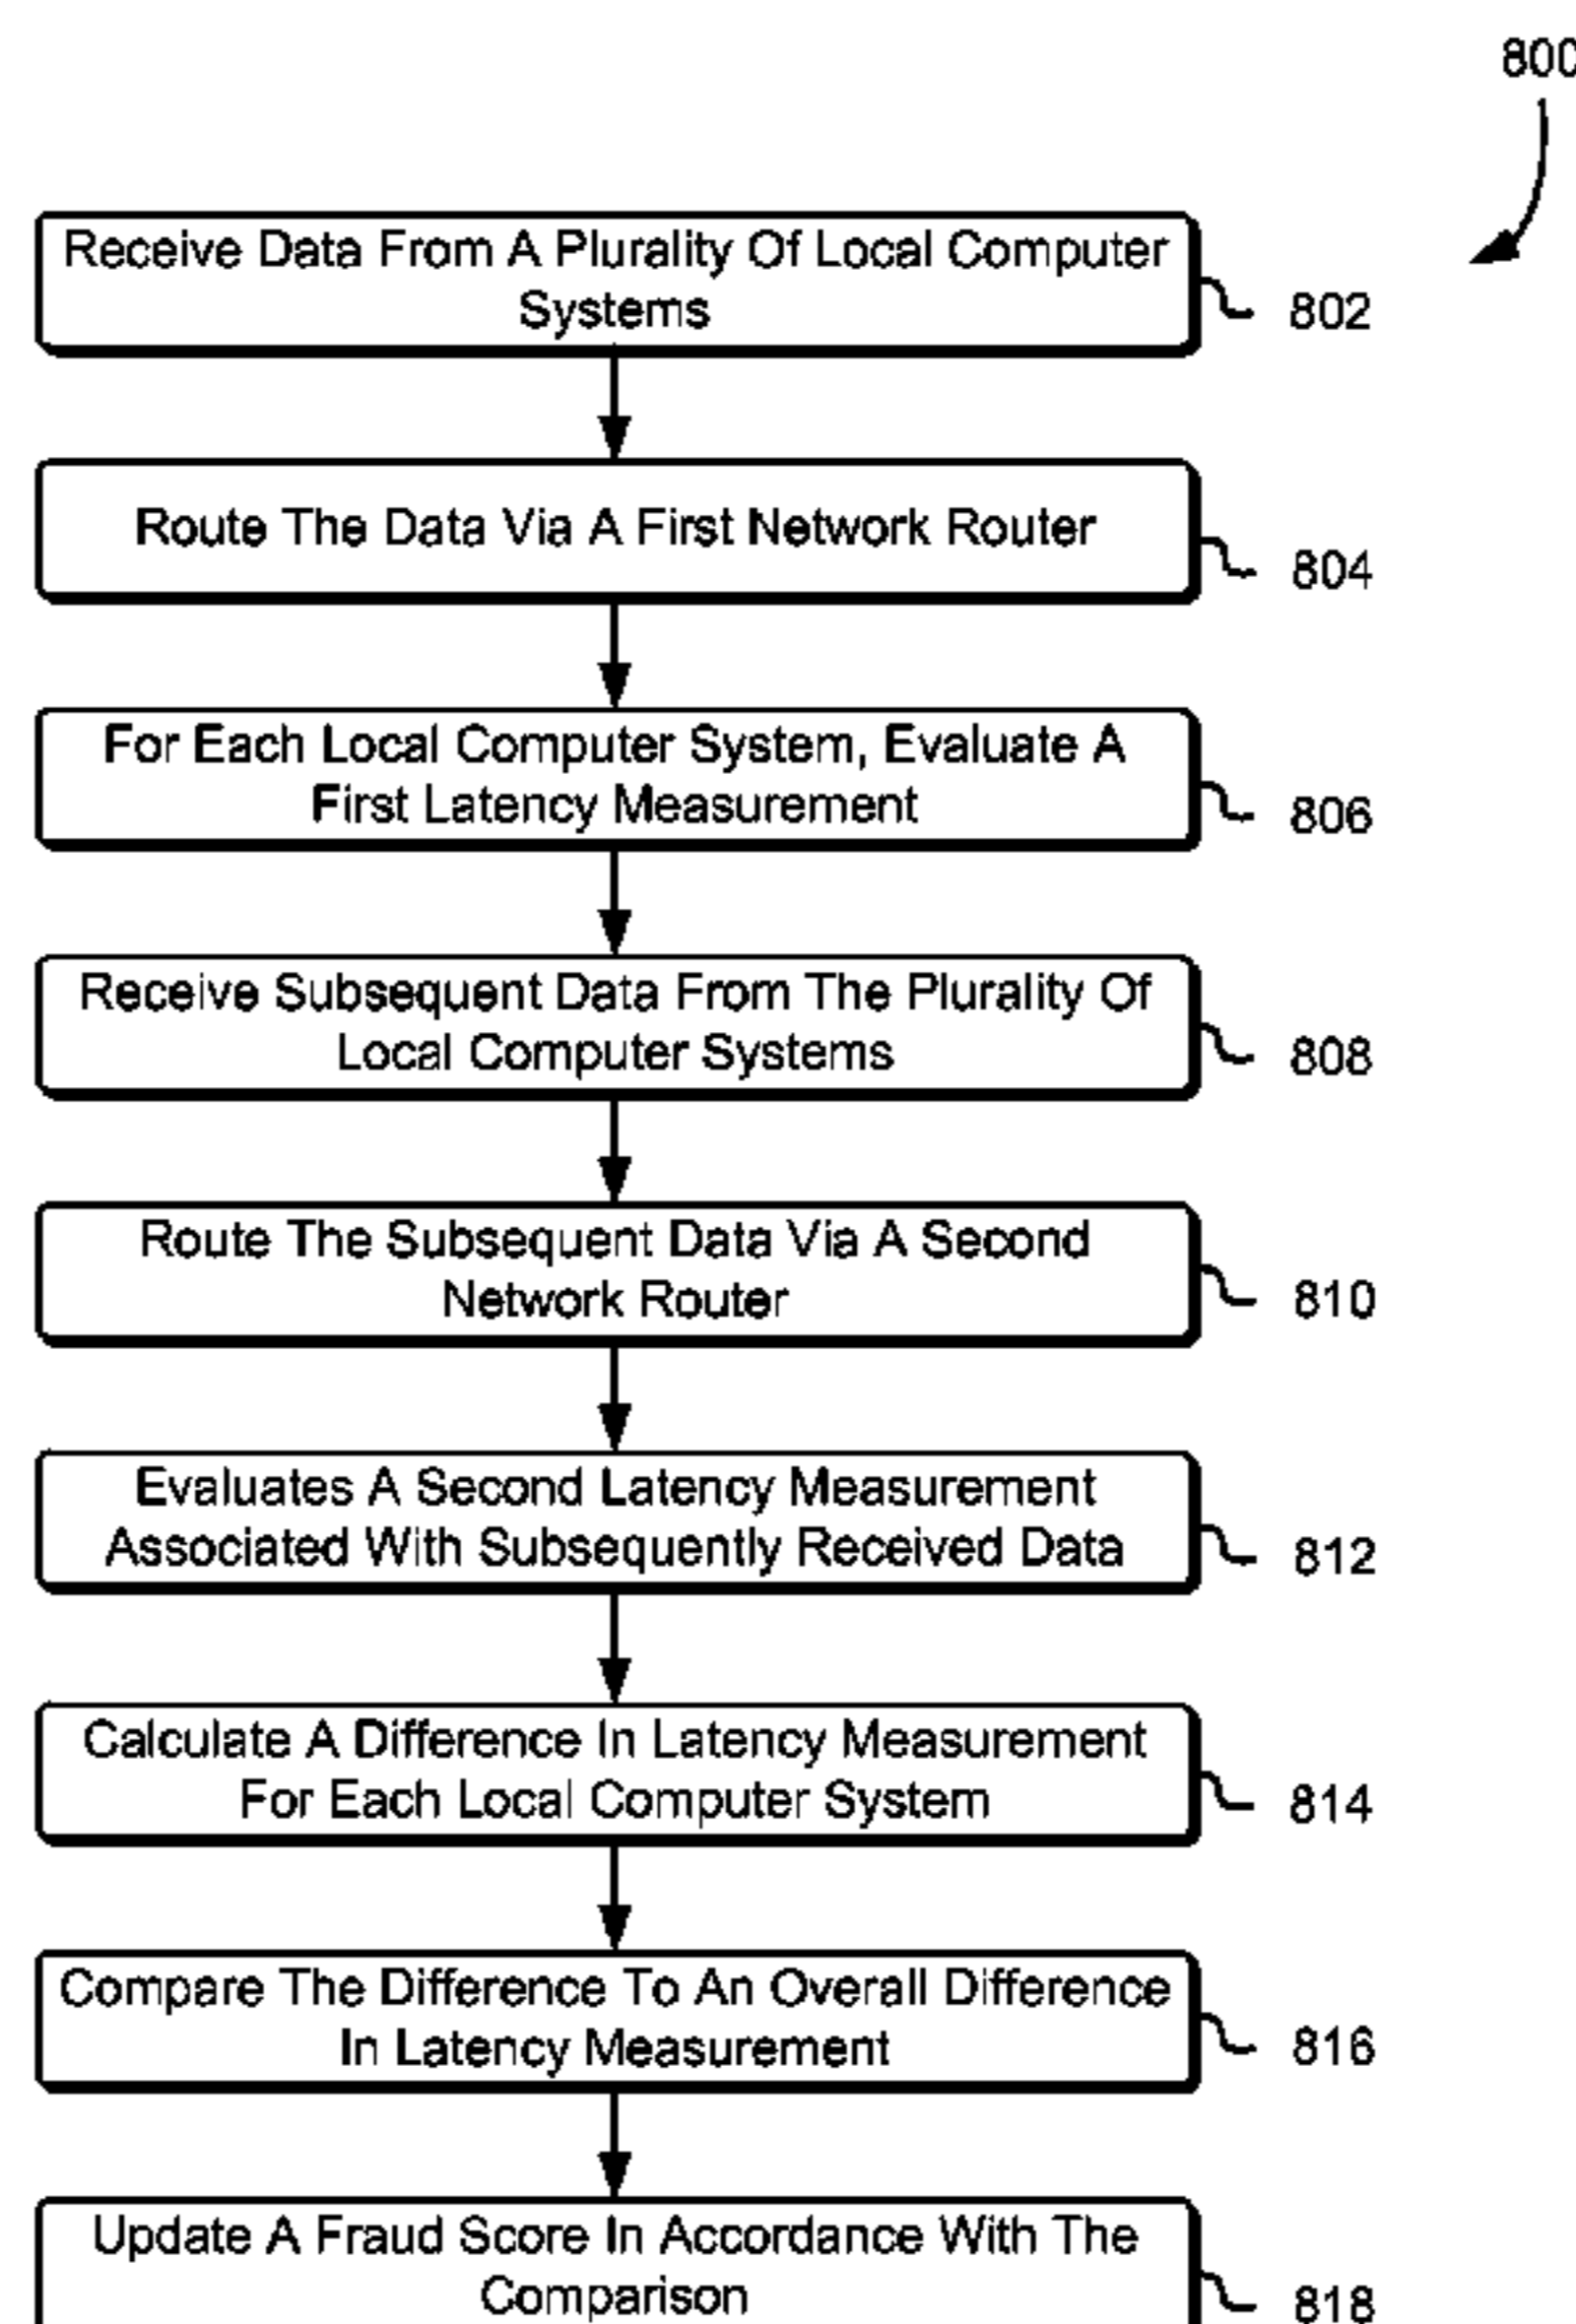 800
Receive Data From A Plurality Of Local Computer
Systems
802
Route The Data Via A First Network Router
804
For Each Local Computer System, Evaluate A
First Latency Measurement
806
Receive Subsequent Data From The Plurality Of
Local Computer Systems
808
Route The Subsequent Data Via A Second
Network Router
810
Evaluates A Second Latency Measurement
Associated With Subsequently Received Data
812
Calculate A Difference In Latency Measurement
For Each Local Computer System
814
Compare The Difference To An Overall Difference
In Latency Measurement
816
Update A Fraud Score In Accordance With The
Comparison
818